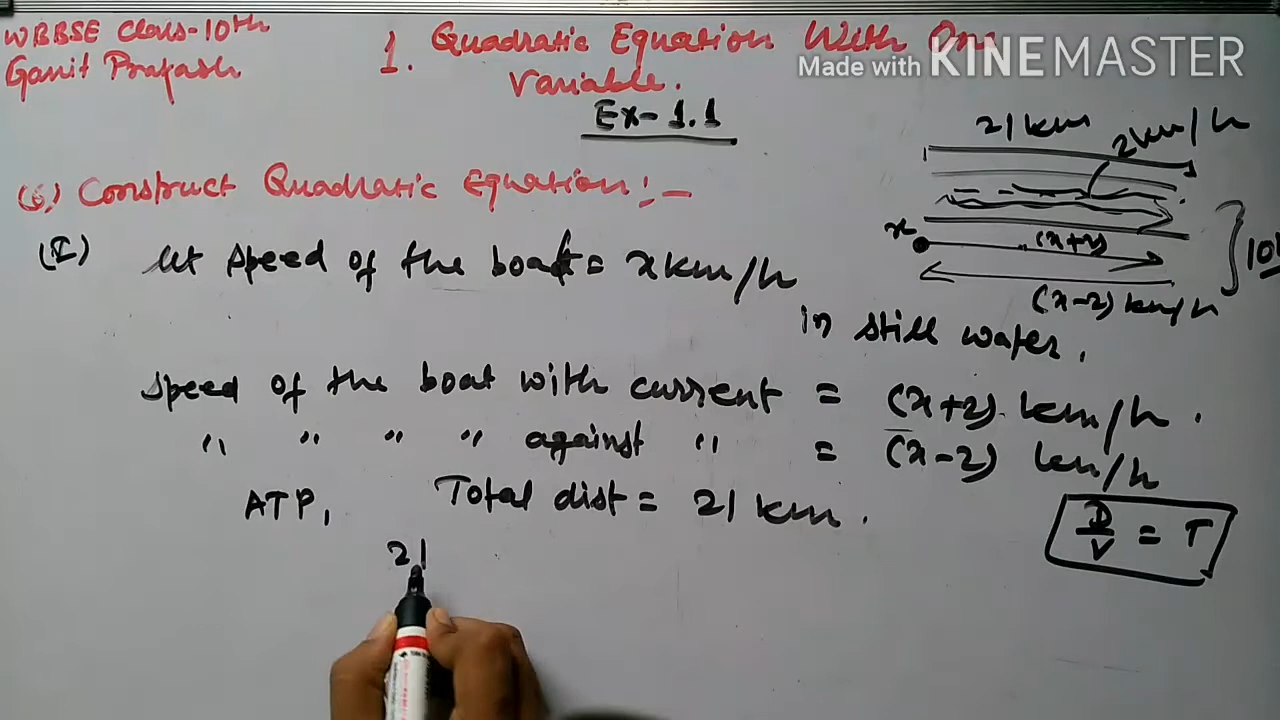 WBBSE Class-10th
Ganit Prakash
1. Quadratic Equation With One
Variable.
Made with KINEMASTER
Ex-1.1
21 km
2km/h
(6) Construct Quadratic Equation:-
x
(x+2)
10h
(x-2) km/h
(I) Let speed of the boat = x km/h
in still water.
Speed of the boat with current = (x+2) km/h.
" " " " against " = (x-2) km/h
ATP, Total dist = 21 km.
D/V = T
21